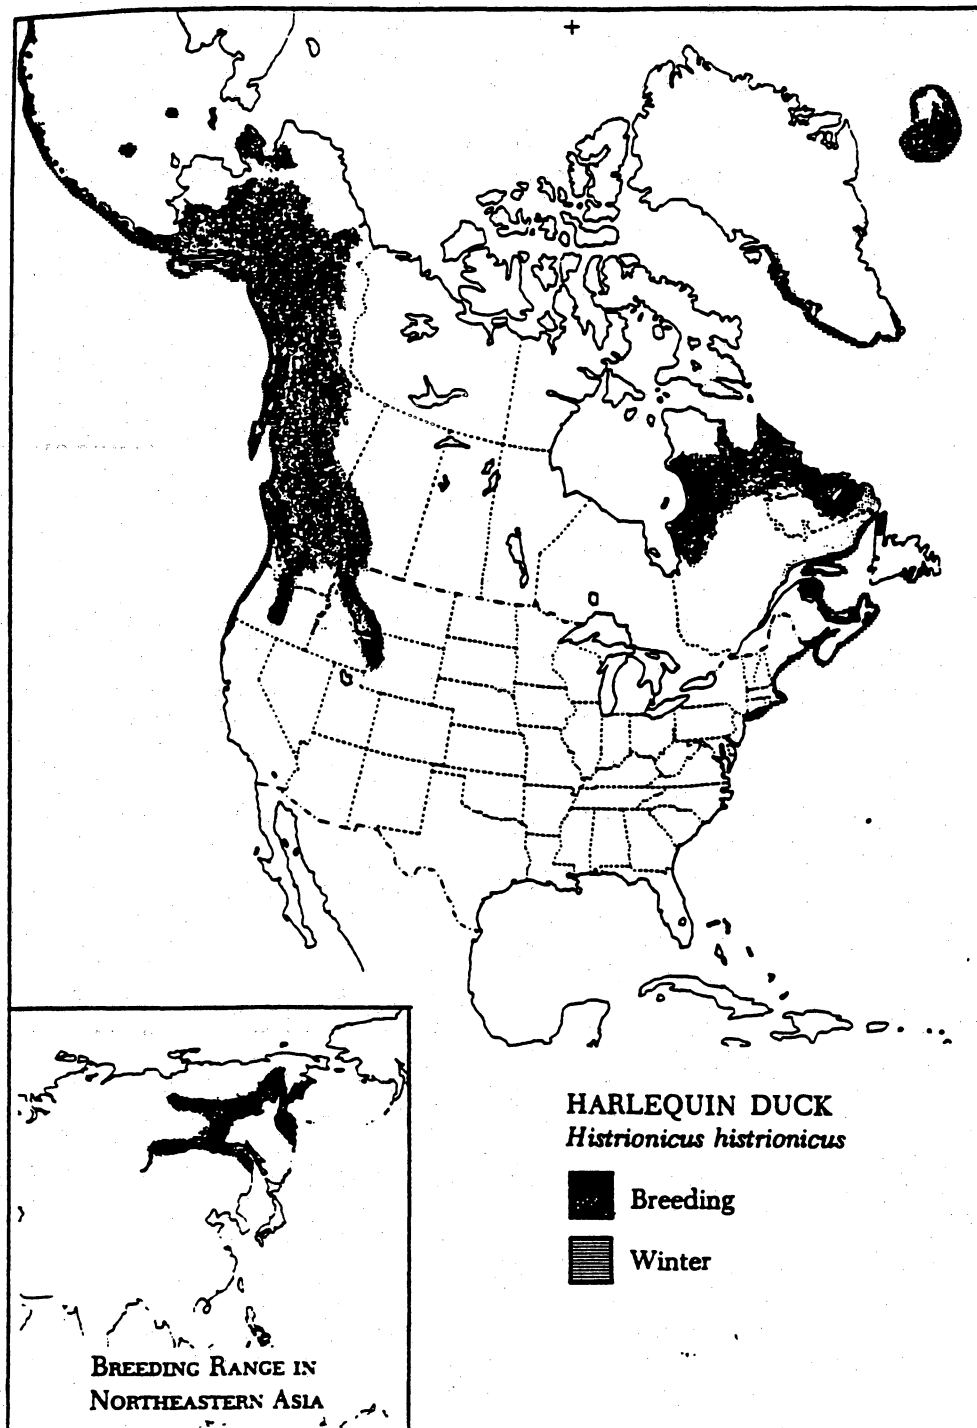 HARLEQUIN DUCK
Histrionicus histrionicus
Breeding
Winter
BREEDING RANGE IN
NORTHEASTERN ASIA